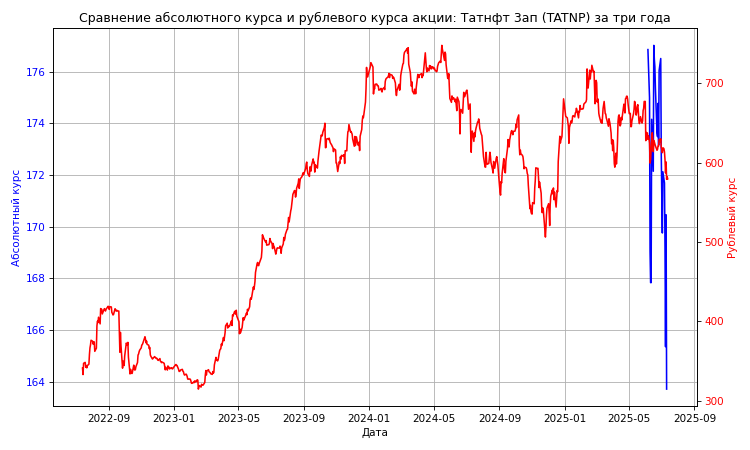 Сравнение абсолютного курса и рублевого курса акции: Татнфт 3ап (TATNP) за три года
176
174
172
170
168
166
164
Абсолютный курс
700
600
500
400
300
Рублевый курс
2022-09 2023-01 2023-05 2023-09 2024-01 2024-05 2024-09 2025-01 2025-05 2025-09
Дата